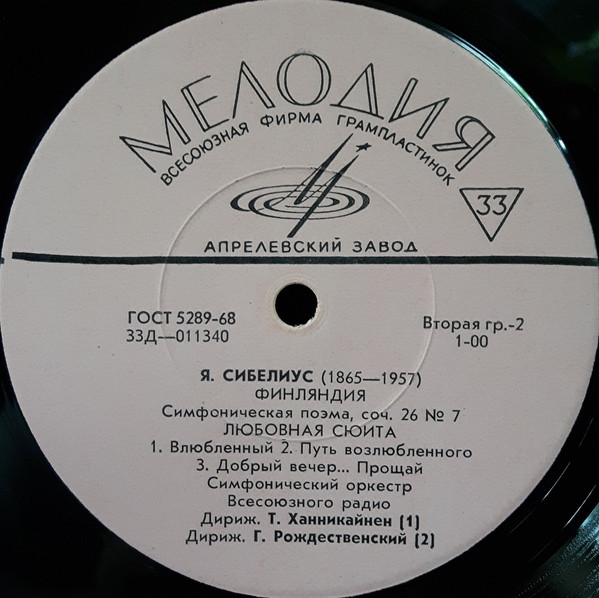 МЕЛОДИЯ
ВСЕСОЮЗНАЯ ФИРМА ГРАМПЛАСТИНОК
33
АПРЕЛЕВСКИЙ ЗАВОД
ГОСТ 5289-68
33Д—011340
Вторая гр.-2
1-00
Я. СИБЕЛИУС (1865—1957)
ФИНЛЯНДИЯ
Симфоническая поэма, соч. 26 № 7
ЛЮБОВНАЯ СЮИТА
1. Влюбленный 2. Путь возлюбленного
3. Добрый вечер... Прощай
Симфонический оркестр
Всесоюзного радио
Дириж. Т. Ханникайнен (1)
Дириж. Г. Рождественский (2)